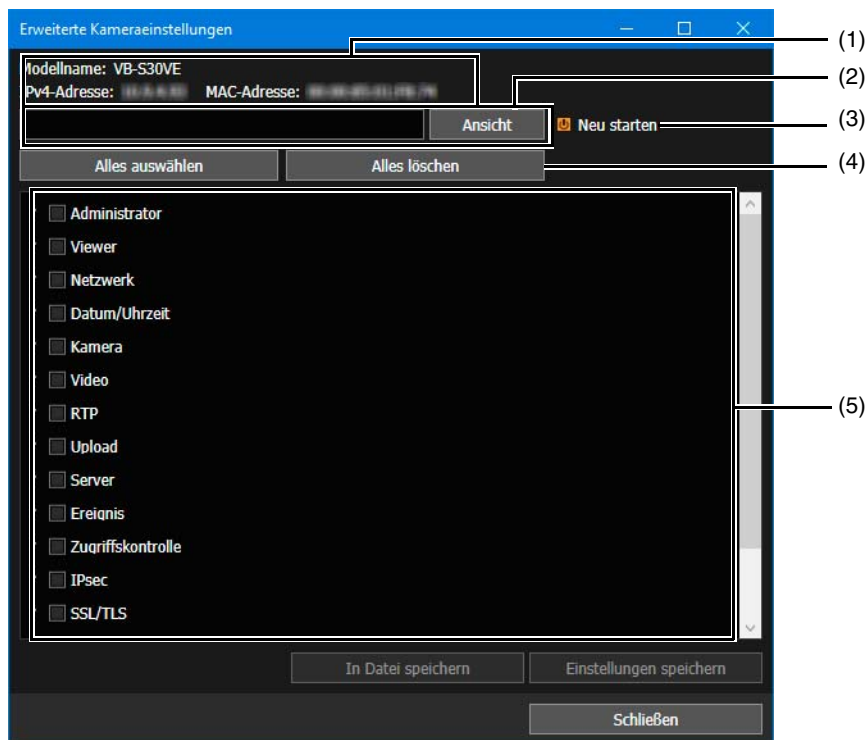 Erweiterte Kameraeinstellungen
(1)
Modellname: VB-S30VE
IPv4-Adresse: MAC-Adresse:
(2)
Ansicht
Neu starten
(3)
Alles auswählen
Alles löschen
(4)
Administrator
Viewer
Netzwerk
Datum/Uhrzeit
Kamera
Video
RTP
(5)
Upload
Server
Ereignis
Zugriffskontrolle
IPsec
SSL/TLS
In Datei speichern
Einstellungen speichern
Schließen